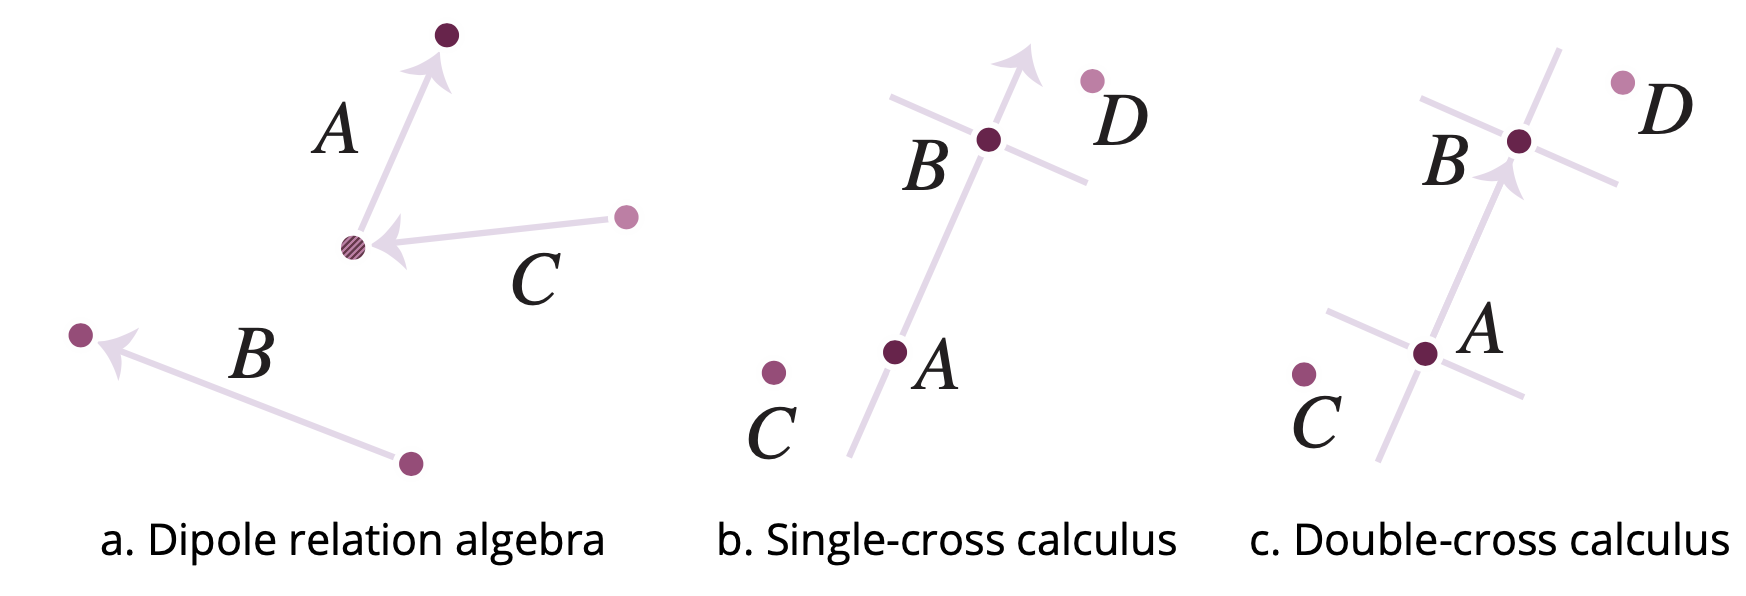 A
C
B
a. Dipole relation algebra
D
B
A
C
b. Single-cross calculus
D
B
A
C
c. Double-cross calculus